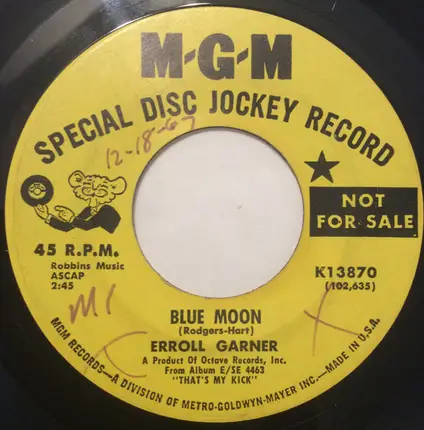 M-G-M
SPECIAL DISC JOCKEY RECORD
12-18-67
NOT
FOR SALE
45 R.P.M.
Robbins Music
ASCAP
2:45
K13870
(102,635)
BLUE MOON
(Rodgers-Hart)
ERROLL GARNER
A Product Of Octave Records, Inc.
From Album E/SE 4463
"THAT'S MY KICK"
MGM RECORDS—A DIVISION OF METRO-GOLDWYN-MAYER INC.—MADE IN U.S.A.